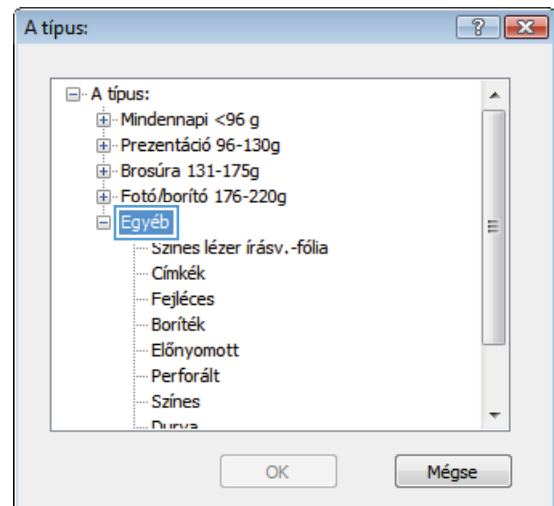 A típus:
A típus:
Mindennapi <96 g
Prezentáció 96-130g
Brosúra 131-175g
Fotó/borító 176-220g
Egyéb
Színes lézer írásv.-fólia
Címkék
Fejléces
Boríték
Előnyomott
Perforált
Színes
Durva
OK Mégse